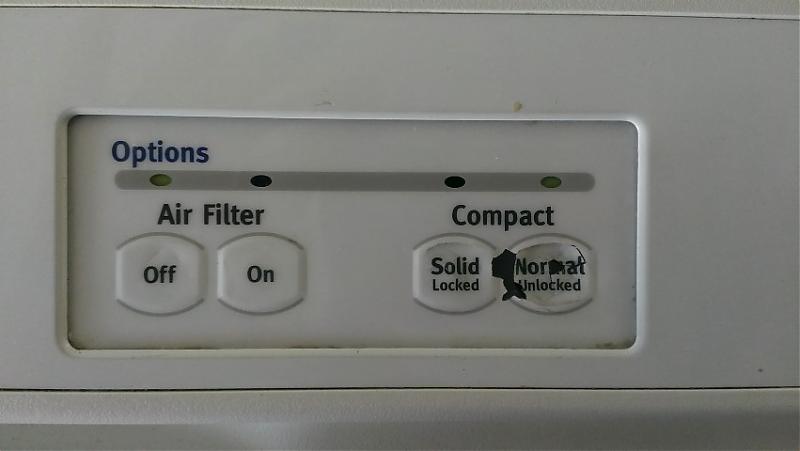 Options
Air Filter
Compact
Off
On
Solid
Locked
Normal
Unlocked